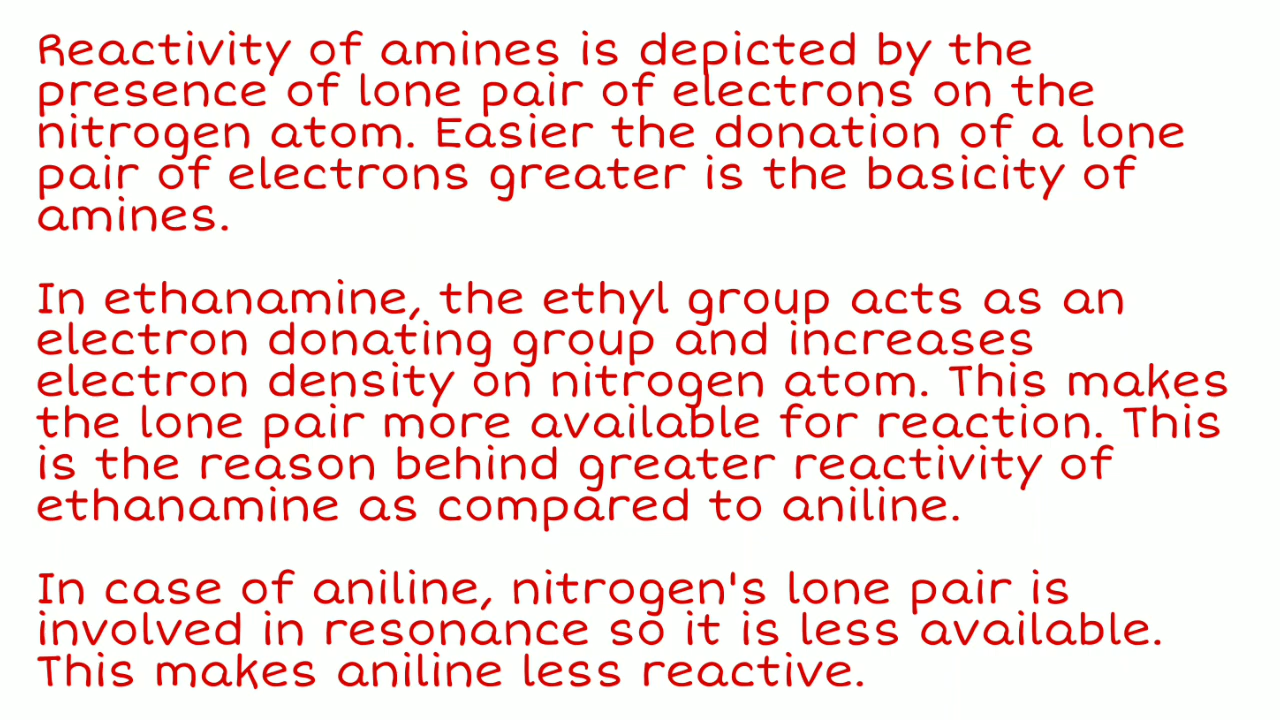 Reactivity of amines is depicted by the
presence of lone pair of electrons on the
nitrogen atom. Easier the donation of a lone
pair of electrons greater is the basicity of
amines.
In ethanamine, the ethyl group acts as an
electron donating group and increases
electron density on nitrogen atom. This makes
the lone pair more available for reaction. This
is the reason behind greater reactivity of
ethanamine as compared to aniline.
In case of aniline, nitrogen's lone pair is
involved in resonance so it is less available.
This makes aniline less reactive.